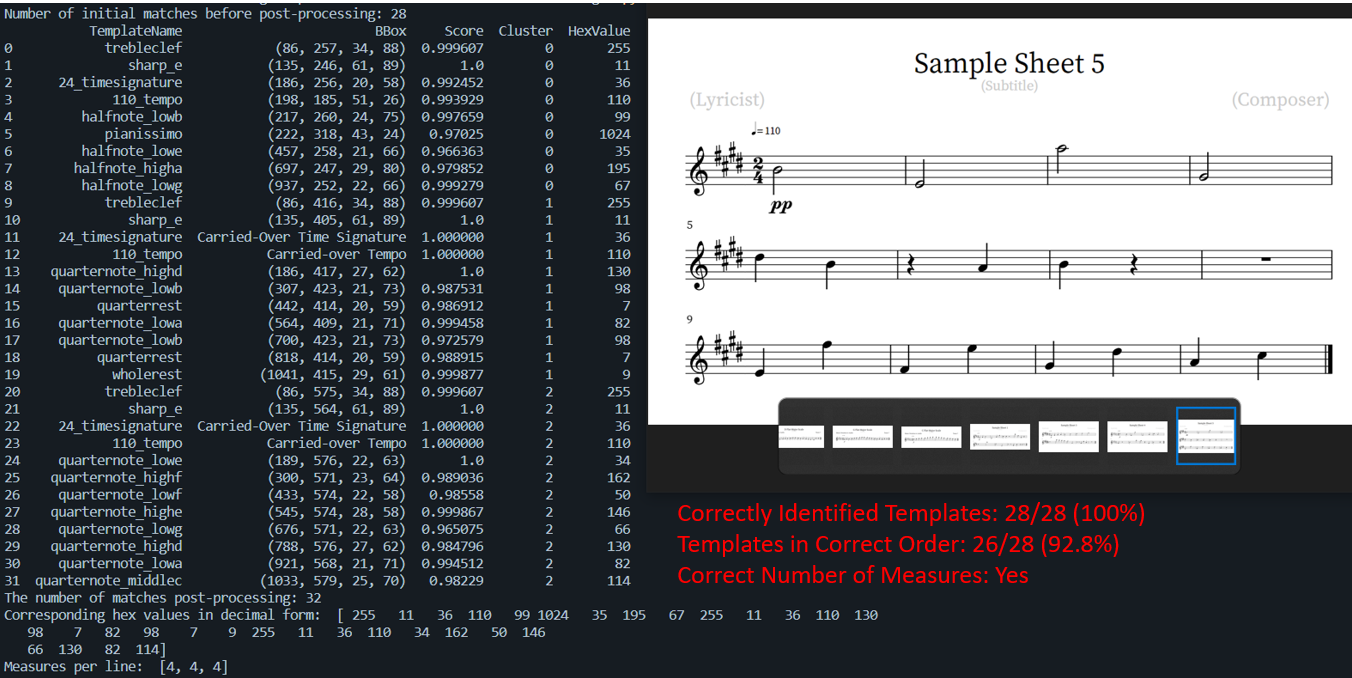 Number of initial matches before post-processing: 28
TemplateName BBox Score Cluster HexValue
0 trebleclef (86, 257, 34, 88) 0.999607 0 255
1 sharp_e (135, 246, 61, 89) 1.0 0 11
2 24_timesignature (186, 256, 20, 58) 0.992452 0 36
3 110_tempo (198, 185, 51, 26) 0.993929 0 110
4 halfnote_lowb (217, 260, 24, 75) 0.997659 0 99
5 pianissimo (222, 318, 43, 24) 0.97025 0 1024
6 halfnote_lowe (457, 258, 21, 66) 0.966363 0 35
7 halfnote_higha (697, 247, 29, 80) 0.979852 0 195
8 halfnote_lowg (937, 252, 22, 66) 0.999279 0 67
9 trebleclef (86, 416, 34, 88) 0.999607 1 255
10 sharp_e (135, 405, 61, 89) 1.0 1 11
11 24_timesignature Carried-Over Time Signature 1.000000 1 36
12 110_tempo Carried-over Tempo 1.000000 1 110
13 quarternote_highd (186, 417, 27, 62) 1.0 1 130
14 quarternote_lowb (307, 423, 21, 73) 0.987531 1 98
15 quarterrest (442, 414, 20, 59) 0.986912 1 7
16 quarternote_lowa (564, 409, 21, 71) 0.999458 1 82
17 quarternote_lowb (700, 423, 21, 73) 0.972579 1 98
18 quarterrest (818, 414, 20, 59) 0.988915 1 7
19 wholerest (1041, 415, 29, 61) 0.999877 1 9
20 trebleclef (86, 575, 34, 88) 0.999607 2 255
21 sharp_e (135, 564, 61, 89) 1.0 2 11
22 24_timesignature Carried-Over Time Signature 1.000000 2 36
23 110_tempo Carried-over Tempo 1.000000 2 110
24 quarternote_lowe (189, 576, 22, 63) 1.0 2 34
25 quarternote_highf (300, 571, 23, 64) 0.989036 2 162
26 quarternote_lowf (433, 574, 22, 58) 0.98558 2 50
27 quarternote_highe (545, 574, 28, 58) 0.999867 2 146
28 quarternote_lowg (676, 571, 22, 63) 0.965075 2 66
29 quarternote_highd (788, 576, 27, 62) 0.984796 2 130
30 quarternote_lowa (921, 568, 21, 71) 0.994512 2 82
31 quarternote_middlec (1033, 579, 25, 70) 0.98229 2 114
The number of matches post-processing: 32
Corresponding hex values in decimal form: [ 255 11 36 110 99 1024 35 195 67 255 11 36 110 130
98 7 82 98 7 9 255 11 36 110 34 162 50 146
66 130 82 114]
Measures per line: [4, 4, 4]
Sample Sheet 5
(Subtitle)
(Lyricist) (Composer)
= 110
2
4
pp
5
9
Correctly Identified Templates: 28/28 (100%)
Templates in Correct Order: 26/28 (92.8%)
Correct Number of Measures: Yes